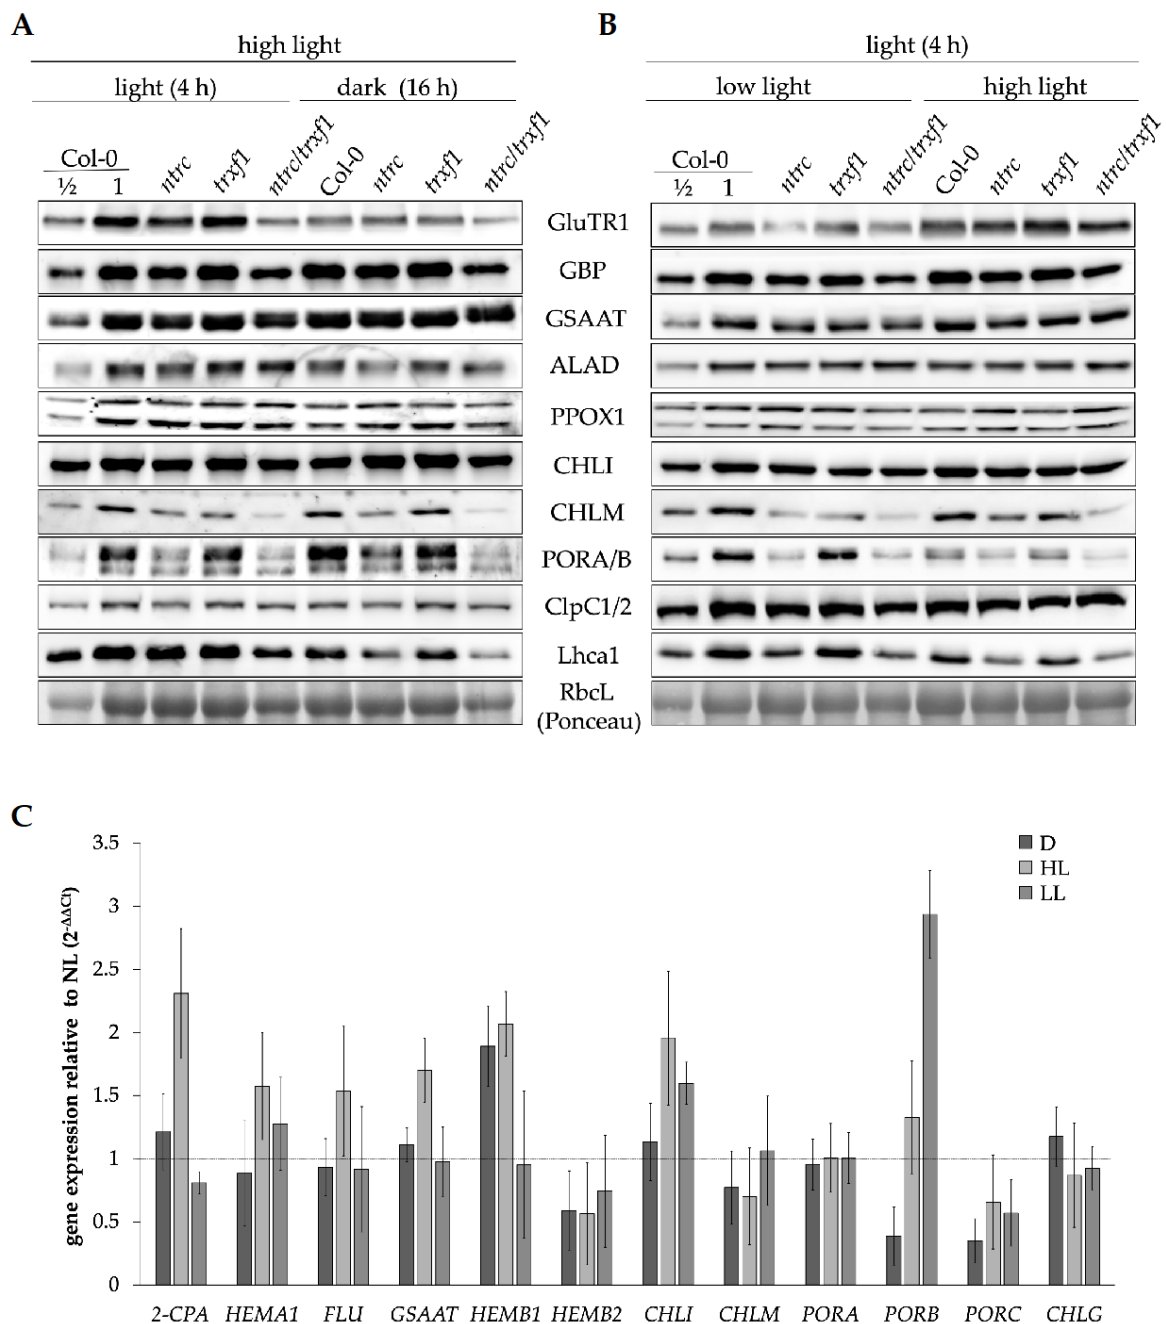 A
high light
light (4 h) dark (16 h)
Col-0 ntrc trxf1 ntrc/trxf1 Col-0 ntrc trxf1 ntrc/trxf1
½ 1
B
light (4 h)
low light high light
Col-0 ntrc trxf1 ntrc/trxf1 Col-0 ntrc trxf1 ntrc/trxf1
½ 1
GluTR1
GBP
GSAAT
ALAD
PPOX1
CHLI
CHLM
PORA/B
ClpC1/2
Lhca1
RbcL
(Ponceau)
C
gene expression relative to NL (2-ΔΔCt)
3.5
3
2.5
2
1.5
1
0.5
0
D
HL
LL
2-CPA HEMA1 FLU GSAAT HEMB1 HEMB2 CHLI CHLM PORA PORB PORC CHLG